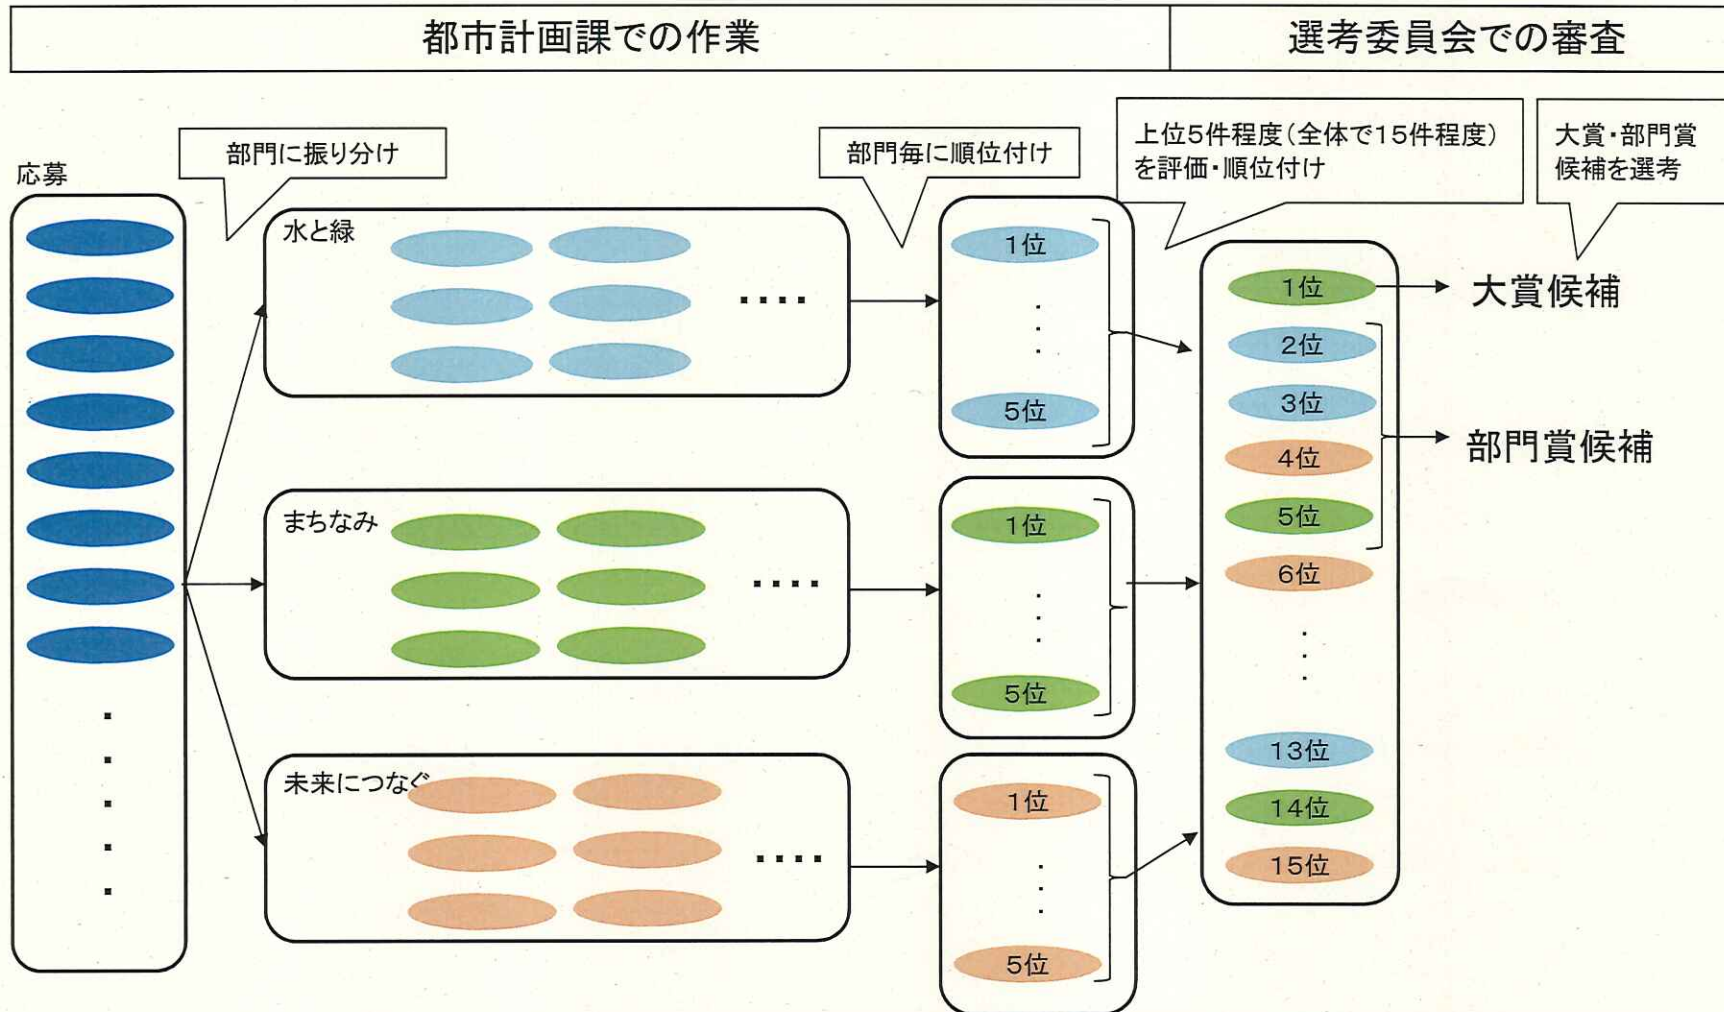 都市計画課での作業
選考委員会での審査
部門に振り分け
部門毎に順位付け
上位5件程度(全体で15件程度)
を評価・順位付け
大賞・部門賞
候補を選考
応募
水と緑
・・・・
1位
5位
まちなみ
・・・・
1位
5位
未来につなぐ
・・・・
1位
5位
1位
2位
3位
4位
5位
6位
13位
14位
15位
大賞候補
部門賞候補